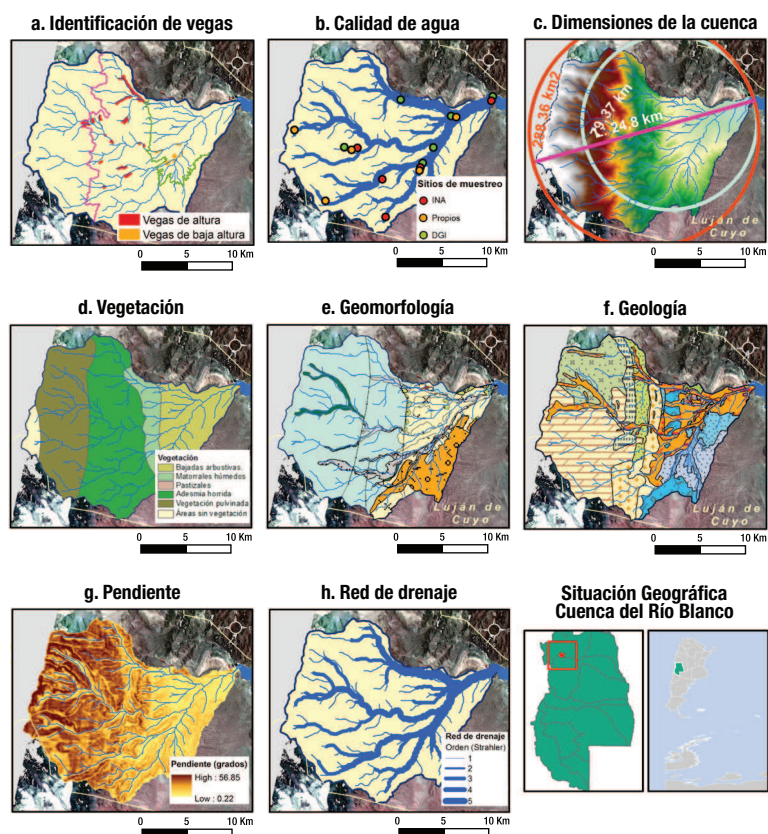 a. Identificación de vegas
Vegas de altura
Vegas de baja altura
0 5 10 Km
b. Calidad de agua
Sitios de muestreo
INA
Propios
DGI
0 5 10 Km
c. Dimensiones de la cuenca
288,36 km2
24,8 km
Luján de
Cuyo
0 5 10 Km
d. Vegetación
Vegetación
Bajadas arbustivas.
Matorrales húmedos
Pastizales
Adesmia horrida
Vegetación pulvinada
Áreas sin vegetación
0 5 10 Km
e. Geomorfología
Luján de
Cuyo
0 5 10 Km
f. Geología
Luján de
Cuyo
0 5 10 Km
g. Pendiente
Pendiente (grados)
High : 56.85
Low : 0.22
0 5 10 Km
h. Red de drenaje
Red de drenaje
Orden (Strahler)
1
2
3
4
5
0 5 10 Km
Situación Geográfica
Cuenca del Río Blanco